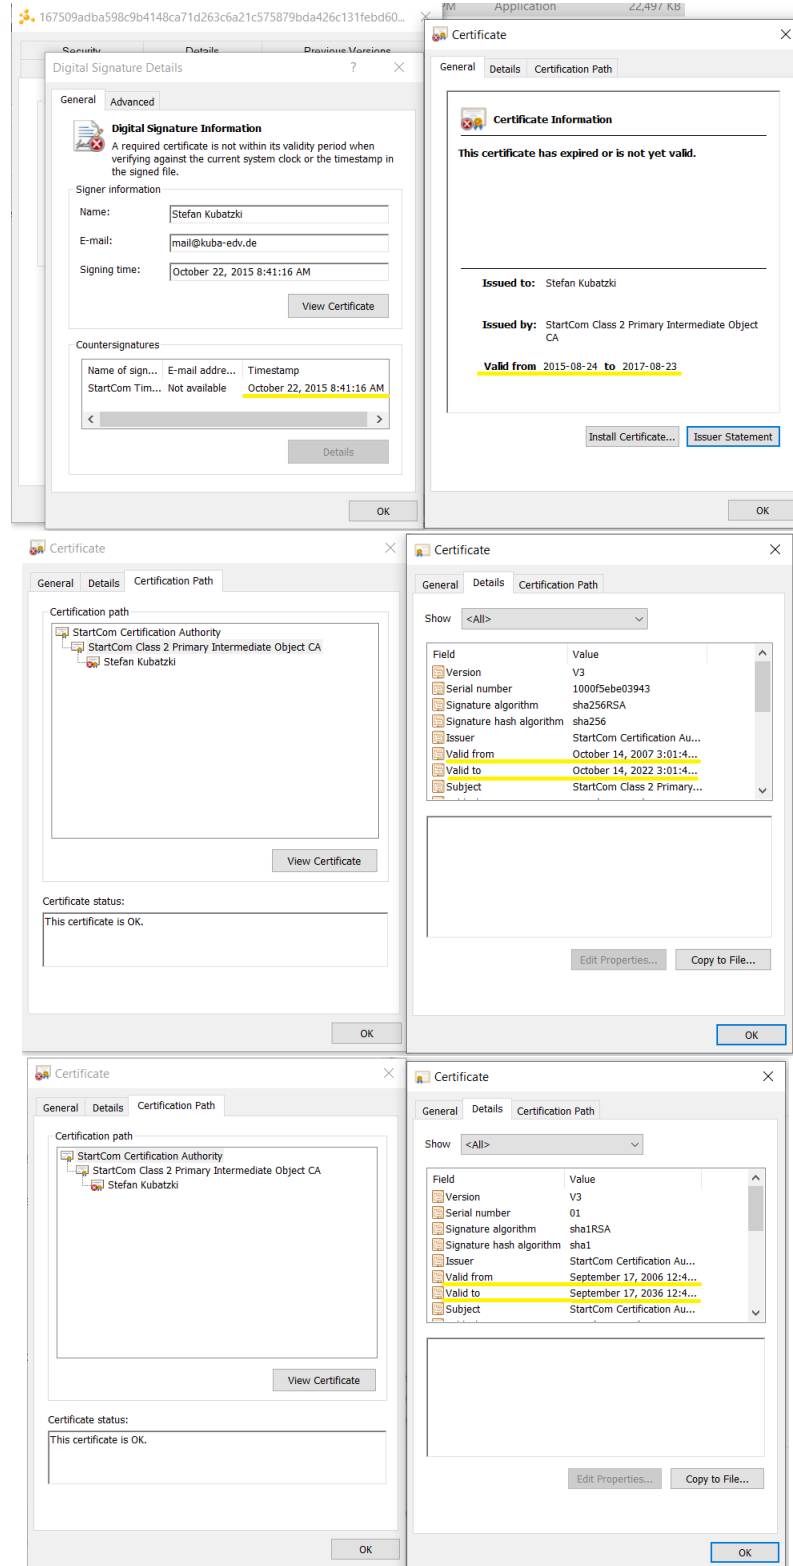 167509adba598c9b4148ca71d263c6a21c575879bda426c131febd60...
PM Application 22,497 KB
Security Details Previous Versions
Digital Signature Details ?
General Advanced
Digital Signature Information
A required certificate is not within its validity period when
verifying against the current system clock or the timestamp in
the signed file.
Signer information
Name: Stefan Kubatzki
E-mail: mail@kuba-edv.de
Signing time: October 22, 2015 8:41:16 AM
View Certificate
Countersignatures
Name of sign... E-mail addre... Timestamp
StartCom Tim... Not available October 22, 2015 8:41:16 AM
Details
OK
Certificate
General Details Certification Path
Certificate Information
This certificate has expired or is not yet valid.
Issued to: Stefan Kubatzki
Issued by: StartCom Class 2 Primary Intermediate Object
CA
Valid from 2015-08-24 to 2017-08-23
Install Certificate... Issuer Statement
OK
Certificate
General Details Certification Path
Certification path
StartCom Certification Authority
StartCom Class 2 Primary Intermediate Object CA
Stefan Kubatzki
View Certificate
Certificate status:
This certificate is OK.
OK
Certificate
General Details Certification Path
Show <All>
Field Value
Version V3
Serial number 1000f5ebe03943
Signature algorithm sha256RSA
Signature hash algorithm sha256
Issuer StartCom Certification Au...
Valid from October 14, 2007 3:01:4...
Valid to October 14, 2022 3:01:4...
Subject StartCom Class 2 Primary...
Edit Properties... Copy to File...
OK
Certificate
General Details Certification Path
Certification path
StartCom Certification Authority
StartCom Class 2 Primary Intermediate Object CA
Stefan Kubatzki
View Certificate
Certificate status:
This certificate is OK.
OK
Certificate
General Details Certification Path
Show <All>
Field Value
Version V3
Serial number 01
Signature algorithm sha1RSA
Signature hash algorithm sha1
Issuer StartCom Certification Au...
Valid from September 17, 2006 12:4...
Valid to September 17, 2036 12:4...
Subject StartCom Certification Au...
Edit Properties... Copy to File...
OK